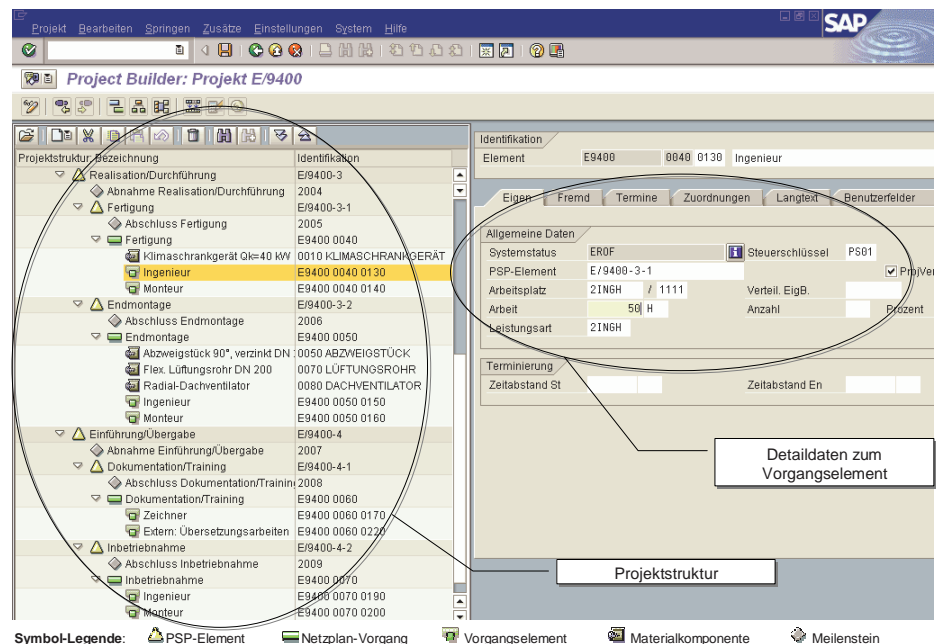 Projekt Bearbeiten Springen Zusätze Einstellungen System Hilfe
SAP
Project Builder: Projekt E/9400
Projektstruktur: Bezeichnung Identifikation
Realisation/Durchführung E/9400-3
Abnahme Realisation/Durchführung 2004
Fertigung E/9400-3-1
Abschluss Fertigung 2005
Fertigung E9400 0040
Klimaschrankgerät Qk=40 kW 0010 KLIMASCHRANKGERÄT
Ingenieur E9400 0040 0130
Monteur E9400 0040 0140
Endmontage E/9400-3-2
Abschluss Endmontage 2006
Endmontage E9400 0050
Abzweigstück 90°, verzinkt DN 0050 ABZWEIGSTÜCK
Flex. Lüftungsrohr DN 200 0070 LÜFTUNGSROHR
Radial-Dachventilator 0080 DACHVENTILATOR
Ingenieur E9400 0050 0150
Monteur E9400 0050 0160
Einführung/Übergabe E/9400-4
Abnahme Einführung/Übergabe 2007
Dokumentation/Training E/9400-4-1
Abschluss Dokumentation/Training 2008
Dokumentation/Training E9400 0060
Zeichner E9400 0060 0170
Extern: Übersetzungsarbeiten E9400 0060 0220
Inbetriebnahme E/9400-4-2
Abschluss Inbetriebnahme 2009
Inbetriebnahme E9400 0070
Ingenieur E9400 0070 0190
Monteur E9400 0070 0200
Identifikation
Element E9400 0040 0130 Ingenieur
Eigen Fremd Termine Zuordnungen Langtext Benutzerfelder
Allgemeine Daten
Systemstatus EROF Steuerschlüssel PS01
PSP-Element E/9400-3-1 ProjVer
Arbeitsplatz 2INGH / 1111 Verteil. EigB.
Arbeit 50 H Anzahl Prozent
Leistungsart 2INGH
Terminierung
Zeitabstand St Zeitabstand En
Detaildaten zum
Vorgangselement
Projektstruktur
Symbol-Legende: PSP-Element Netzplan-Vorgang Vorgangselement Materialkomponente Meilenstein